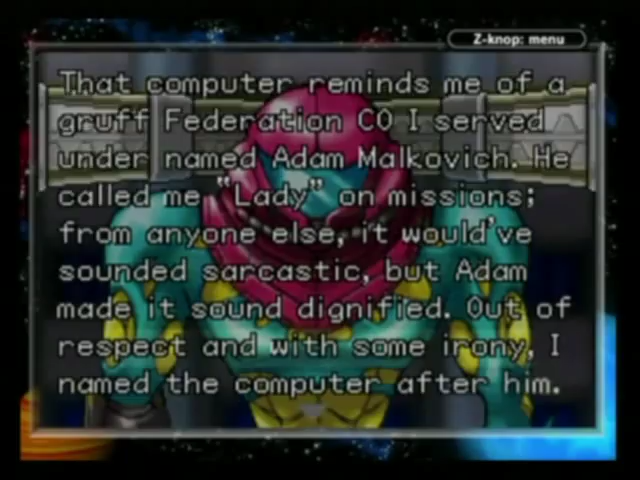 Z-knop: menu
That computer reminds me of a
gruff Federation CO I served
under named Adam Malkovich. He
called me "Lady" on missions;
from anyone else, it would've
sounded sarcastic, but Adam
made it sound dignified. Out of
respect and with some irony, I
named the computer after him.